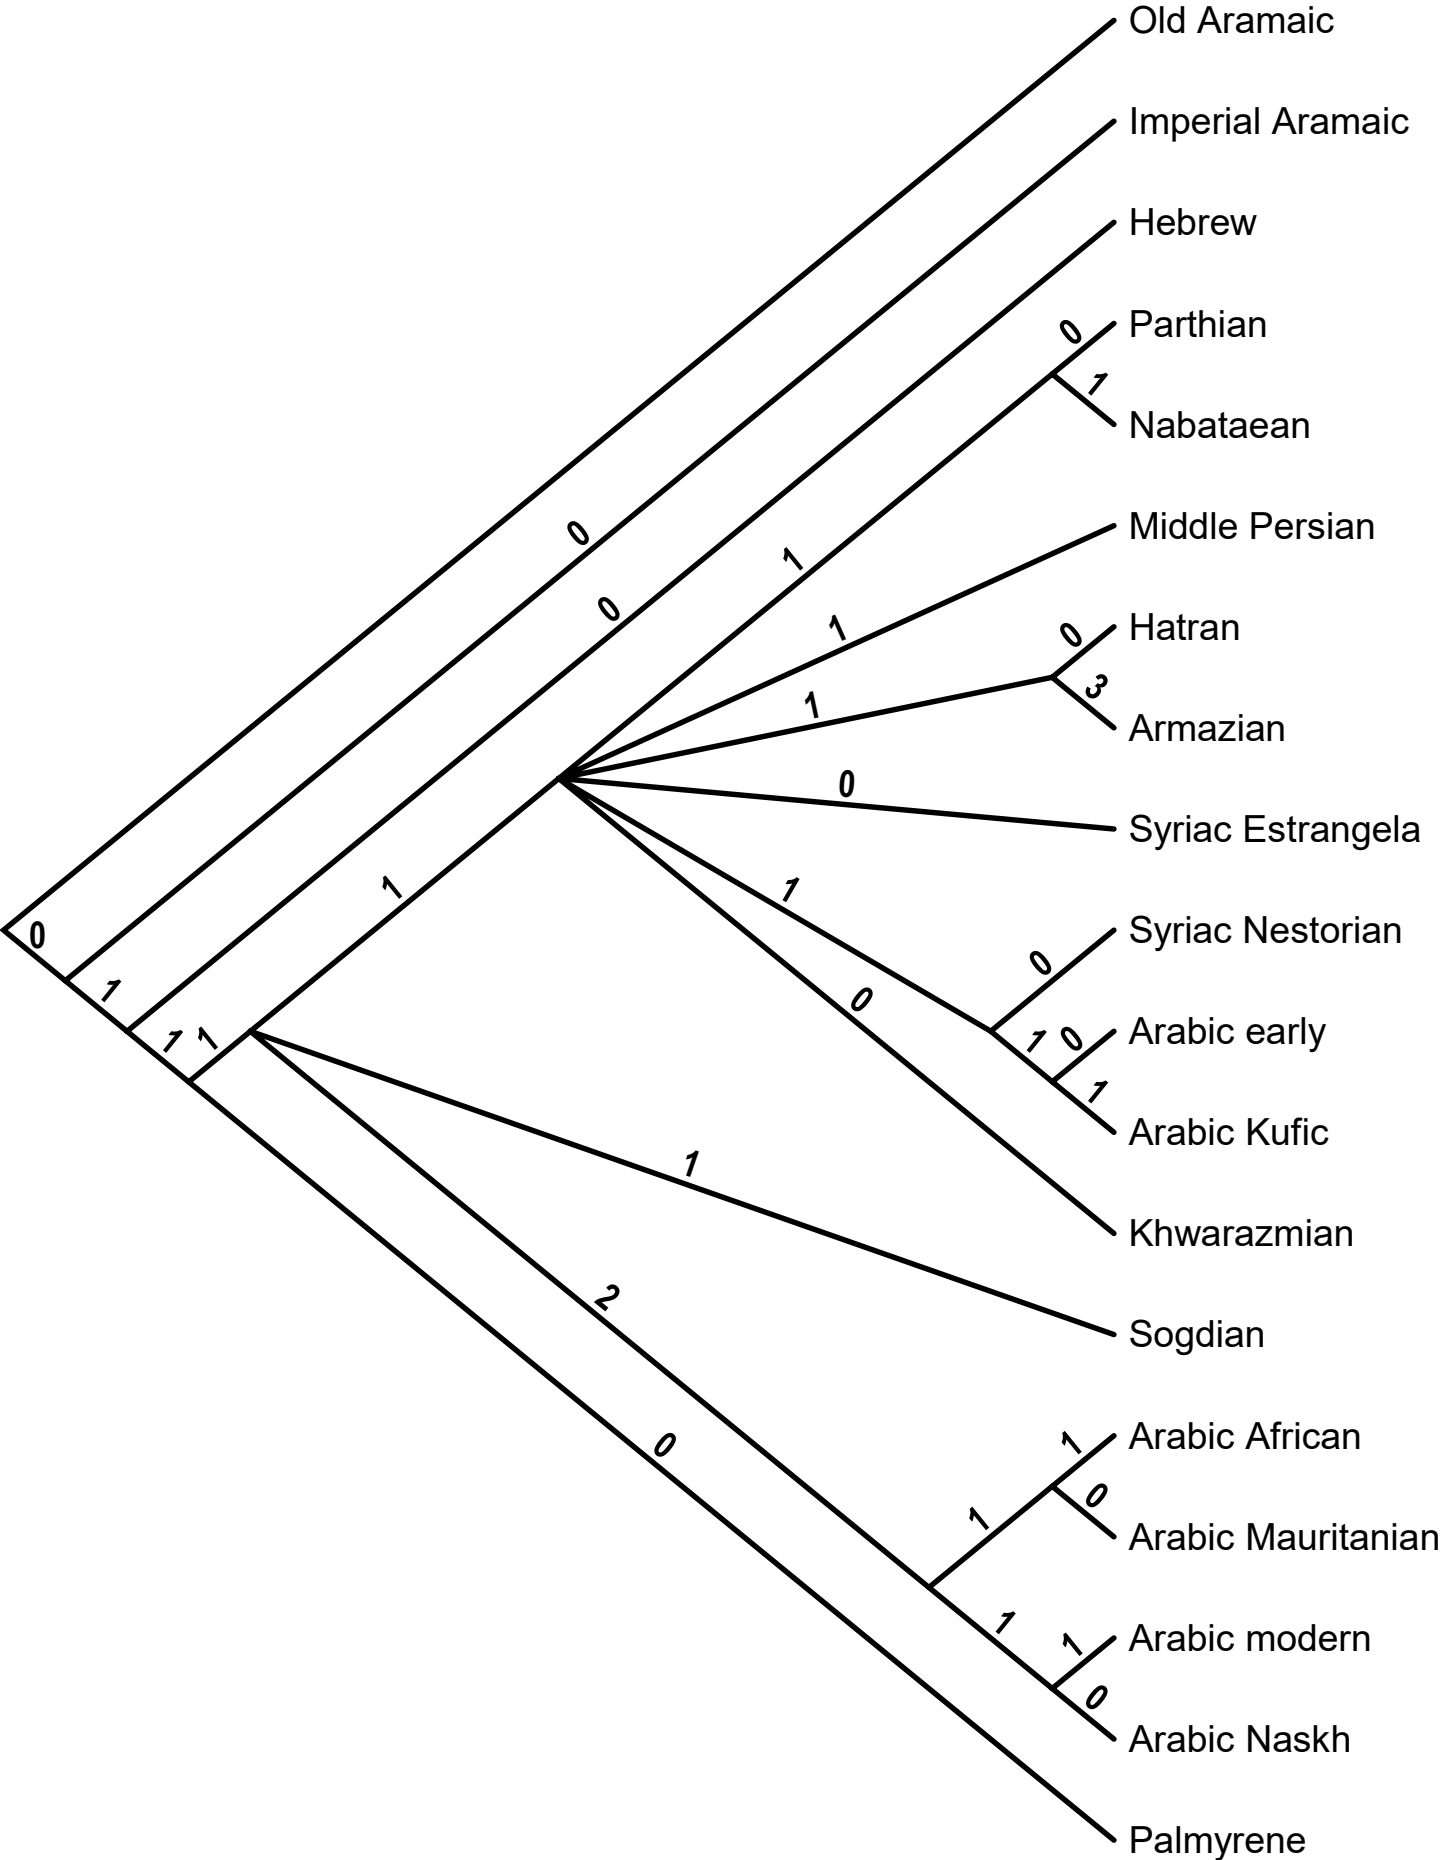 Old Aramaic
Imperial Aramaic
Hebrew
0
Parthian
1
Nabataean
0
Middle Persian
1
0
1
0
Hatran
3
Armazian
1
0
Syriac Estrangela
1
1
0
Syriac Nestorian
0
1
0
1
1
1
0
Arabic early
1
Arabic Kufic
1
Khwarazmian
2
Sogdian
0
1
Arabic African
0
1
Arabic Mauritanian
1
1
Arabic modern
0
Arabic Naskh
Palmyrene